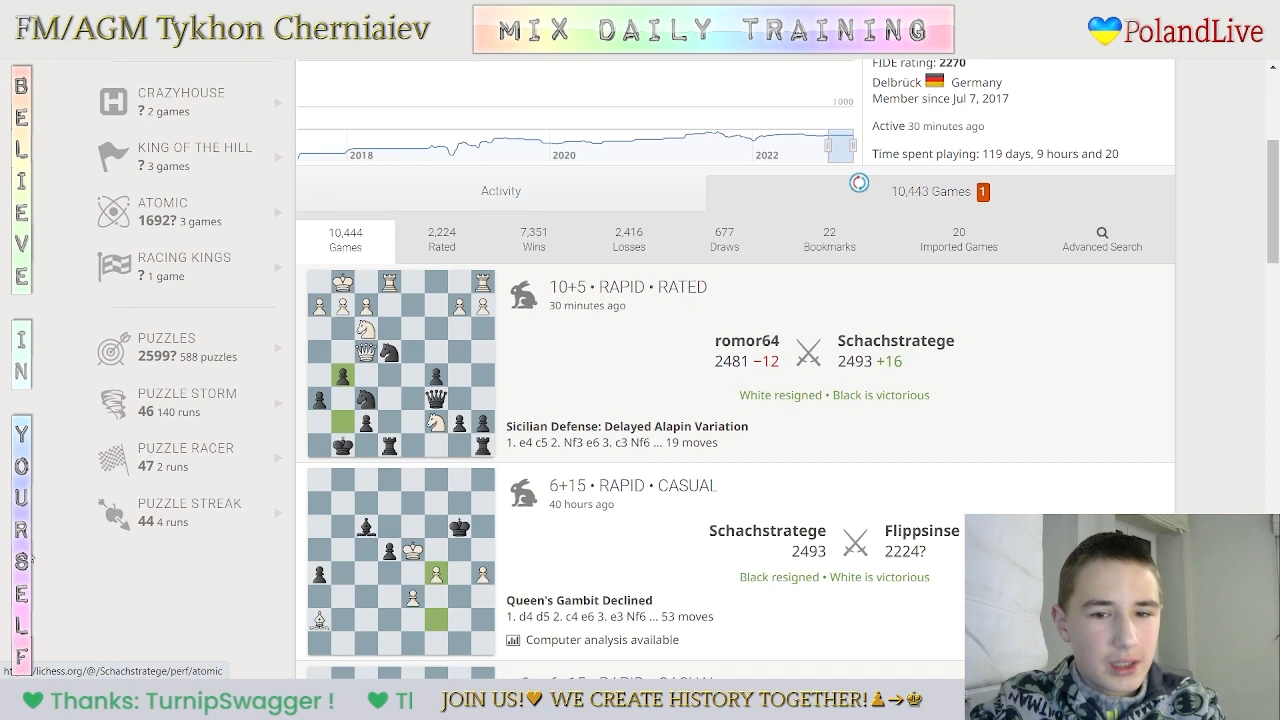 FM/AGM Tykhon Cherniaiev
MIX DAILY TRAINING
PolandLive
BELIEVE
IN
YOURSELF
CRAZYHOUSE
? 2 games
KING OF THE HILL
? 3 games
ATOMIC
1692? 3 games
RACING KINGS
? 1 game
PUZZLES
2599? 588 puzzles
PUZZLE STORM
46 140 runs
PUZZLE RACER
47 2 runs
PUZZLE STREAK
44 4 runs
1000
2018 2020 2022
FIDE rating: 2270
Delbrück Germany
Member since Jul 7, 2017
Active 30 minutes ago
Time spent playing: 119 days, 9 hours and 20
Activity
10,443 Games 1
10,444 Games
2,224 Rated
7,351 Wins
2,416 Losses
677 Draws
22 Bookmarks
20 Imported Games
Advanced Search
10+5 • RAPID • RATED
30 minutes ago
romor64 Schachstratege
2481 −12 2493 +16
White resigned • Black is victorious
Sicilian Defense: Delayed Alapin Variation
1. e4 c5 2. Nf3 e6 3. c3 Nf6 ... 19 moves
6+15 • RAPID • CASUAL
40 hours ago
Schachstratege Flippsinse
2493 2224?
Black resigned • White is victorious
Queen's Gambit Declined
1. d4 d5 2. c4 e6 3. e3 Nf6 ... 53 moves
Computer analysis available
/lichess.org/@/Schachstratege/perf/atomic
Thanks: TurnipSwagger !
JOIN US! WE CREATE HISTORY TOGETHER!